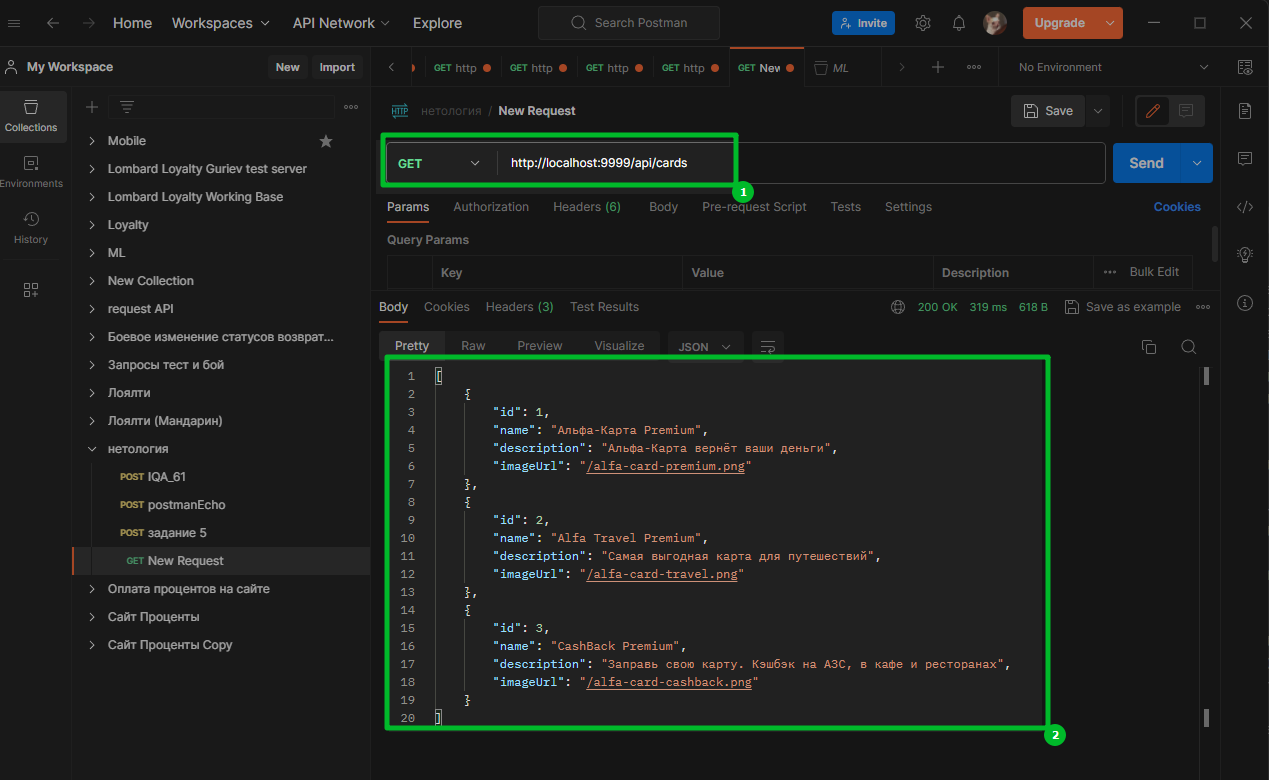 Home Workspaces API Network Explore Search Postman Invite Upgrade
My Workspace New Import GET http GET http GET http GET http GET New ML No Environment
Collections
Environments
History
Mobile
Lombard Loyalty Guriev test server
Lombard Loyalty Working Base
Loyalty
ML
New Collection
request API
Боевое изменение статусов возврат...
Запросы тест и бой
Лоялти
Лоялти (Мандарин)
нетология
POST IQA_61
POST postmanEcho
POST задание 5
GET New Request
Оплата процентов на сайте
Сайт Проценты
Сайт Проценты Copy
HTTP нетология / New Request Save
GET http://localhost:9999/api/cards Send
1
Params Authorization Headers (6) Body Pre-request Script Tests Settings Cookies
Query Params
Key Value Description Bulk Edit
Body Cookies Headers (3) Test Results 200 OK 319 ms 618 B Save as example
Pretty Raw Preview Visualize JSON
1 [
2 {
3 "id": 1,
4 "name": "Альфа-Карта Premium",
5 "description": "Альфа-Карта вернёт ваши деньги",
6 "imageUrl": "/alfa-card-premium.png"
7 },
8 {
9 "id": 2,
10 "name": "Alfa Travel Premium",
11 "description": "Самая выгодная карта для путешествий",
12 "imageUrl": "/alfa-card-travel.png"
13 },
14 {
15 "id": 3,
16 "name": "CashBack Premium",
17 "description": "Заправь свою карту. Кэшбэк на АЗС, в кафе и ресторанах",
18 "imageUrl": "/alfa-card-cashback.png"
19 }
20 ]
2